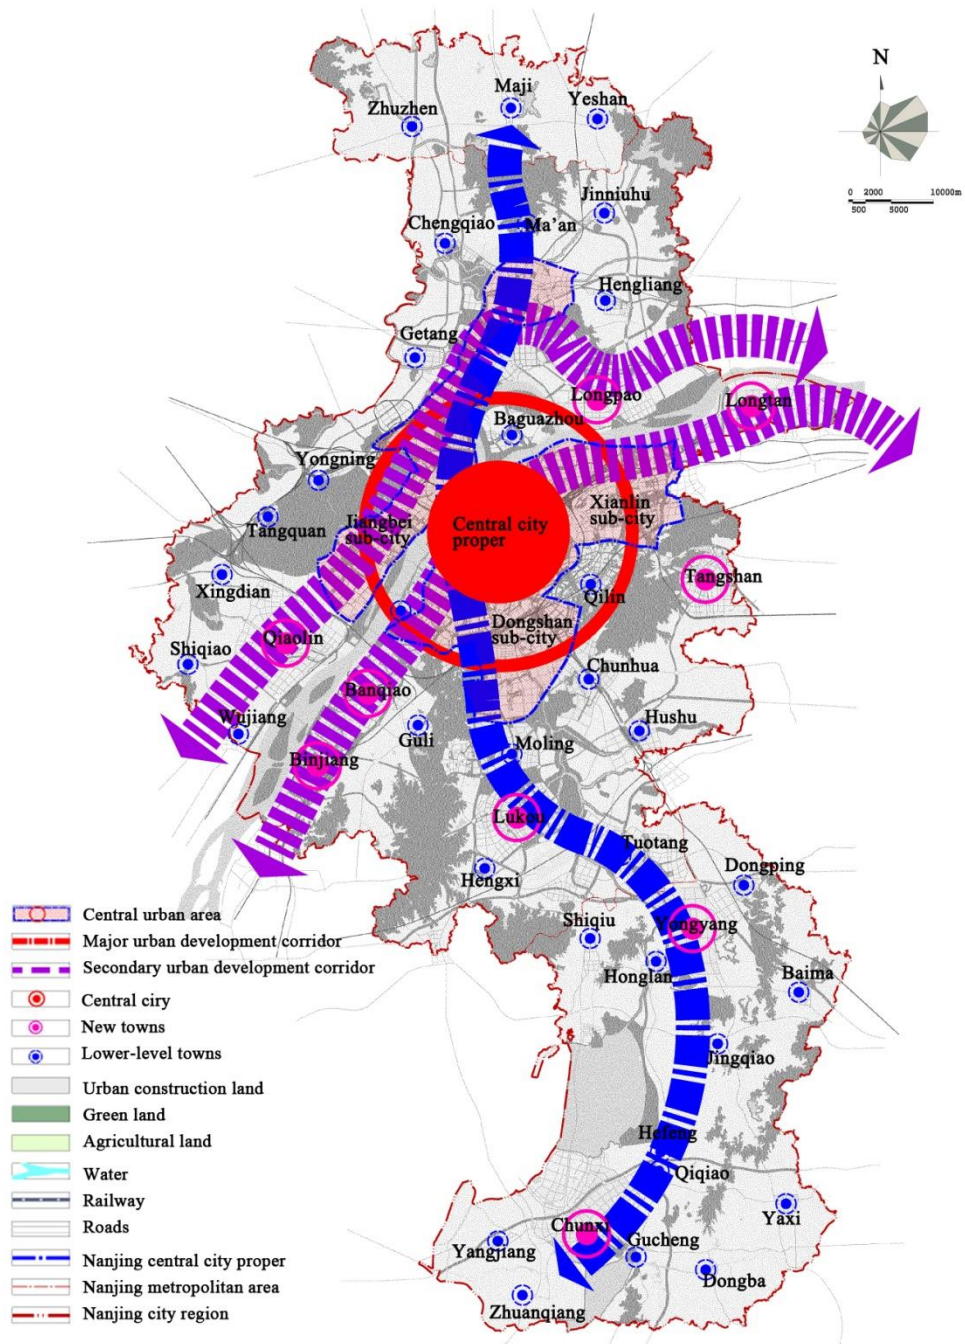 N
0 2000 10000m
500 5000
Maji
Yeshan
Zhuzhen
Jinniuhu
Chengqiao
Ma'an
Hengliang
Getang
Longpao
Longtan
Baguazhou
Yongning
Xianlin
sub-city
Tangquan
Jiangbei
sub-city
Central city
proper
Tangshan
Xingdian
Qilin
Dongshan
sub-city
Qiaolin
Shiqiao
Chunhua
Banqiao
Wujiang
Guli
Hushu
Moling
Binjiang
Lukou
Tuotang
Dongping
Hengxi
Shiqiu
Yongyang
Honglan
Baima
Jingqiao
Hefeng
Qiqiao
Yaxi
Chunxi
Yangjiang
Gucheng
Dongba
Zhuanqiang
Central urban area
Major urban development corridor
Secondary urban development corridor
Central ciry
New towns
Lower-level towns
Urban construction land
Green land
Agricultural land
Water
Railway
Roads
Nanjing central city proper
Nanjing metropolitan area
Nanjing city region